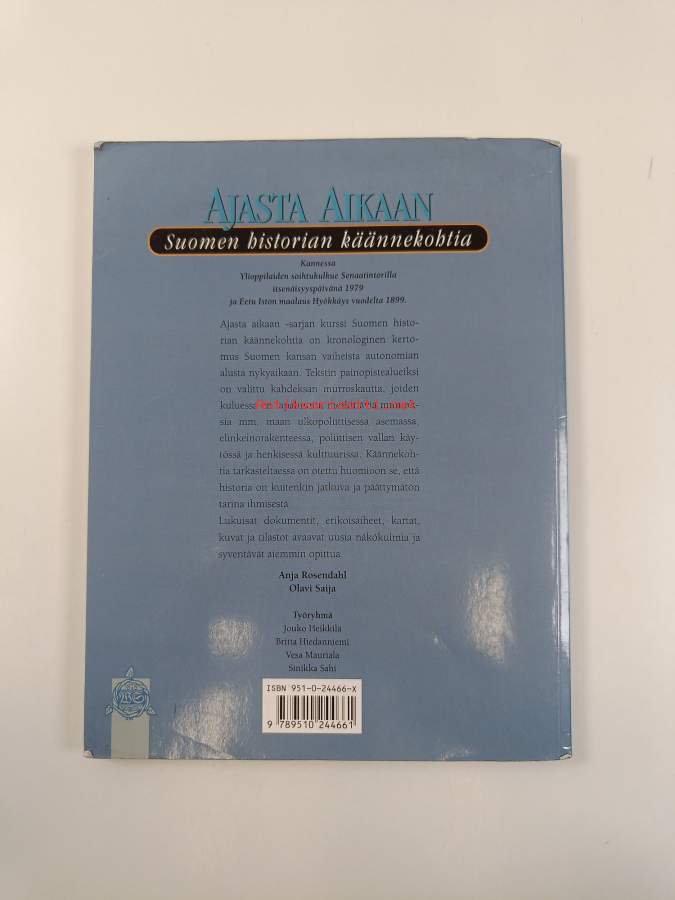 AJASTA AIKAAN
Suomen historian käännekohtia
Kannessa
Ylioppilaiden soihtukulkue Senaatintorilla
itsenäisyyspäivänä 1979
ja Eetu Iston maalaus Hyökkäys vuodelta 1899.
Ajasta aikaan -sarjan kurssi Suomen histo-
rian käännekohtia on kronologinen kerto-
mus Suomen kansan vaiheista autonomian
alusta nykyaikaan. Tekstin painopistealueiksi
on valittu kahdeksan murroskautta, joiden
kuluessa on tapahtunut merkittäviä muutok-
sia mm. maan ulkopoliittisessa asemassa,
elinkeinorakenteessa, poliittisen vallan käy-
tössä ja henkisessä kulttuurissa. Käännekoh-
tia tarkasteltaessa on otettu huomioon se, että
historia on kuitenkin jatkuva ja päättymätön
tarina ihmisestä.
Lukuisat dokumentit, erikoisaiheet, kartat,
kuvat ja tilastot avaavat uusia näkökulmia ja
syventävät aiemmin opittua.
Anja Rosendahl
Olavi Saija
Työryhmä
Jouko Heikkilä
Britta Hiedanniemi
Vesa Mauriala
Sinikka Sahi
ISBN 951-0-24466-X
9 789510 244661